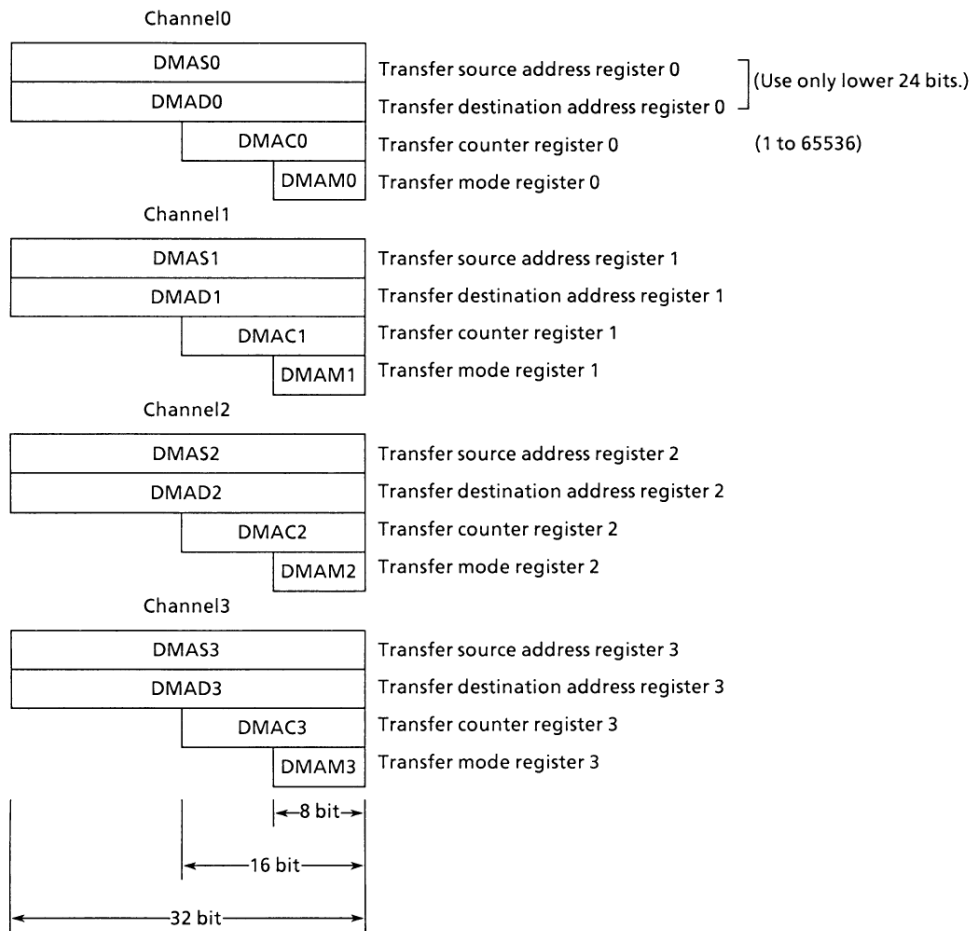 Channel0
DMAS0 Transfer source address register 0
DMAD0 Transfer destination address register 0
(Use only lower 24 bits.)
DMAC0 Transfer counter register 0 (1 to 65536)
DMAM0 Transfer mode register 0
Channel1
DMAS1 Transfer source address register 1
DMAD1 Transfer destination address register 1
DMAC1 Transfer counter register 1
DMAM1 Transfer mode register 1
Channel2
DMAS2 Transfer source address register 2
DMAD2 Transfer destination address register 2
DMAC2 Transfer counter register 2
DMAM2 Transfer mode register 2
Channel3
DMAS3 Transfer source address register 3
DMAD3 Transfer destination address register 3
DMAC3 Transfer counter register 3
DMAM3 Transfer mode register 3
8 bit
16 bit
32 bit